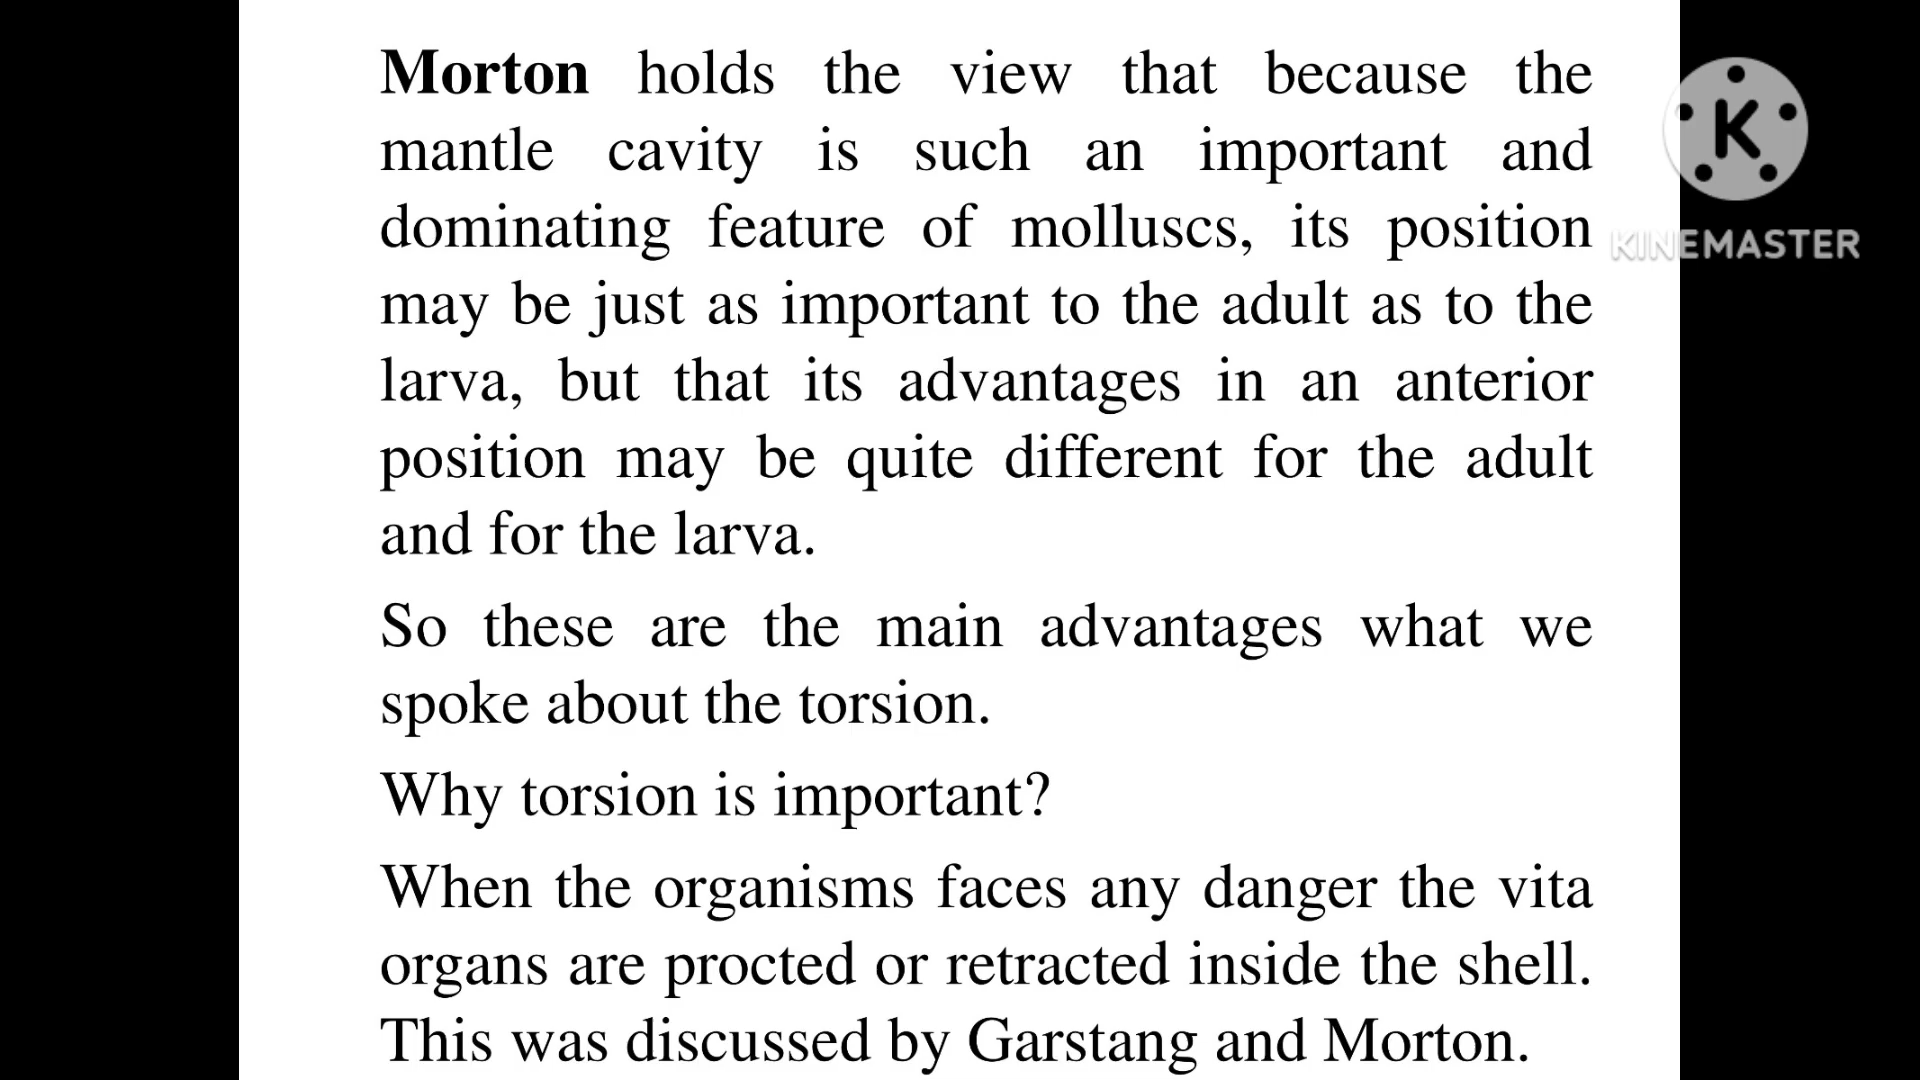 Morton holds the view that because the
mantle cavity is such an important and
dominating feature of molluscs, its position
may be just as important to the adult as to the
larva, but that its advantages in an anterior
position may be quite different for the adult
and for the larva.
So these are the main advantages what we
spoke about the torsion.
Why torsion is important?
When the organisms faces any danger the vita
organs are procted or retracted inside the shell.
This was discussed by Garstang and Morton.
K
KINEMASTER